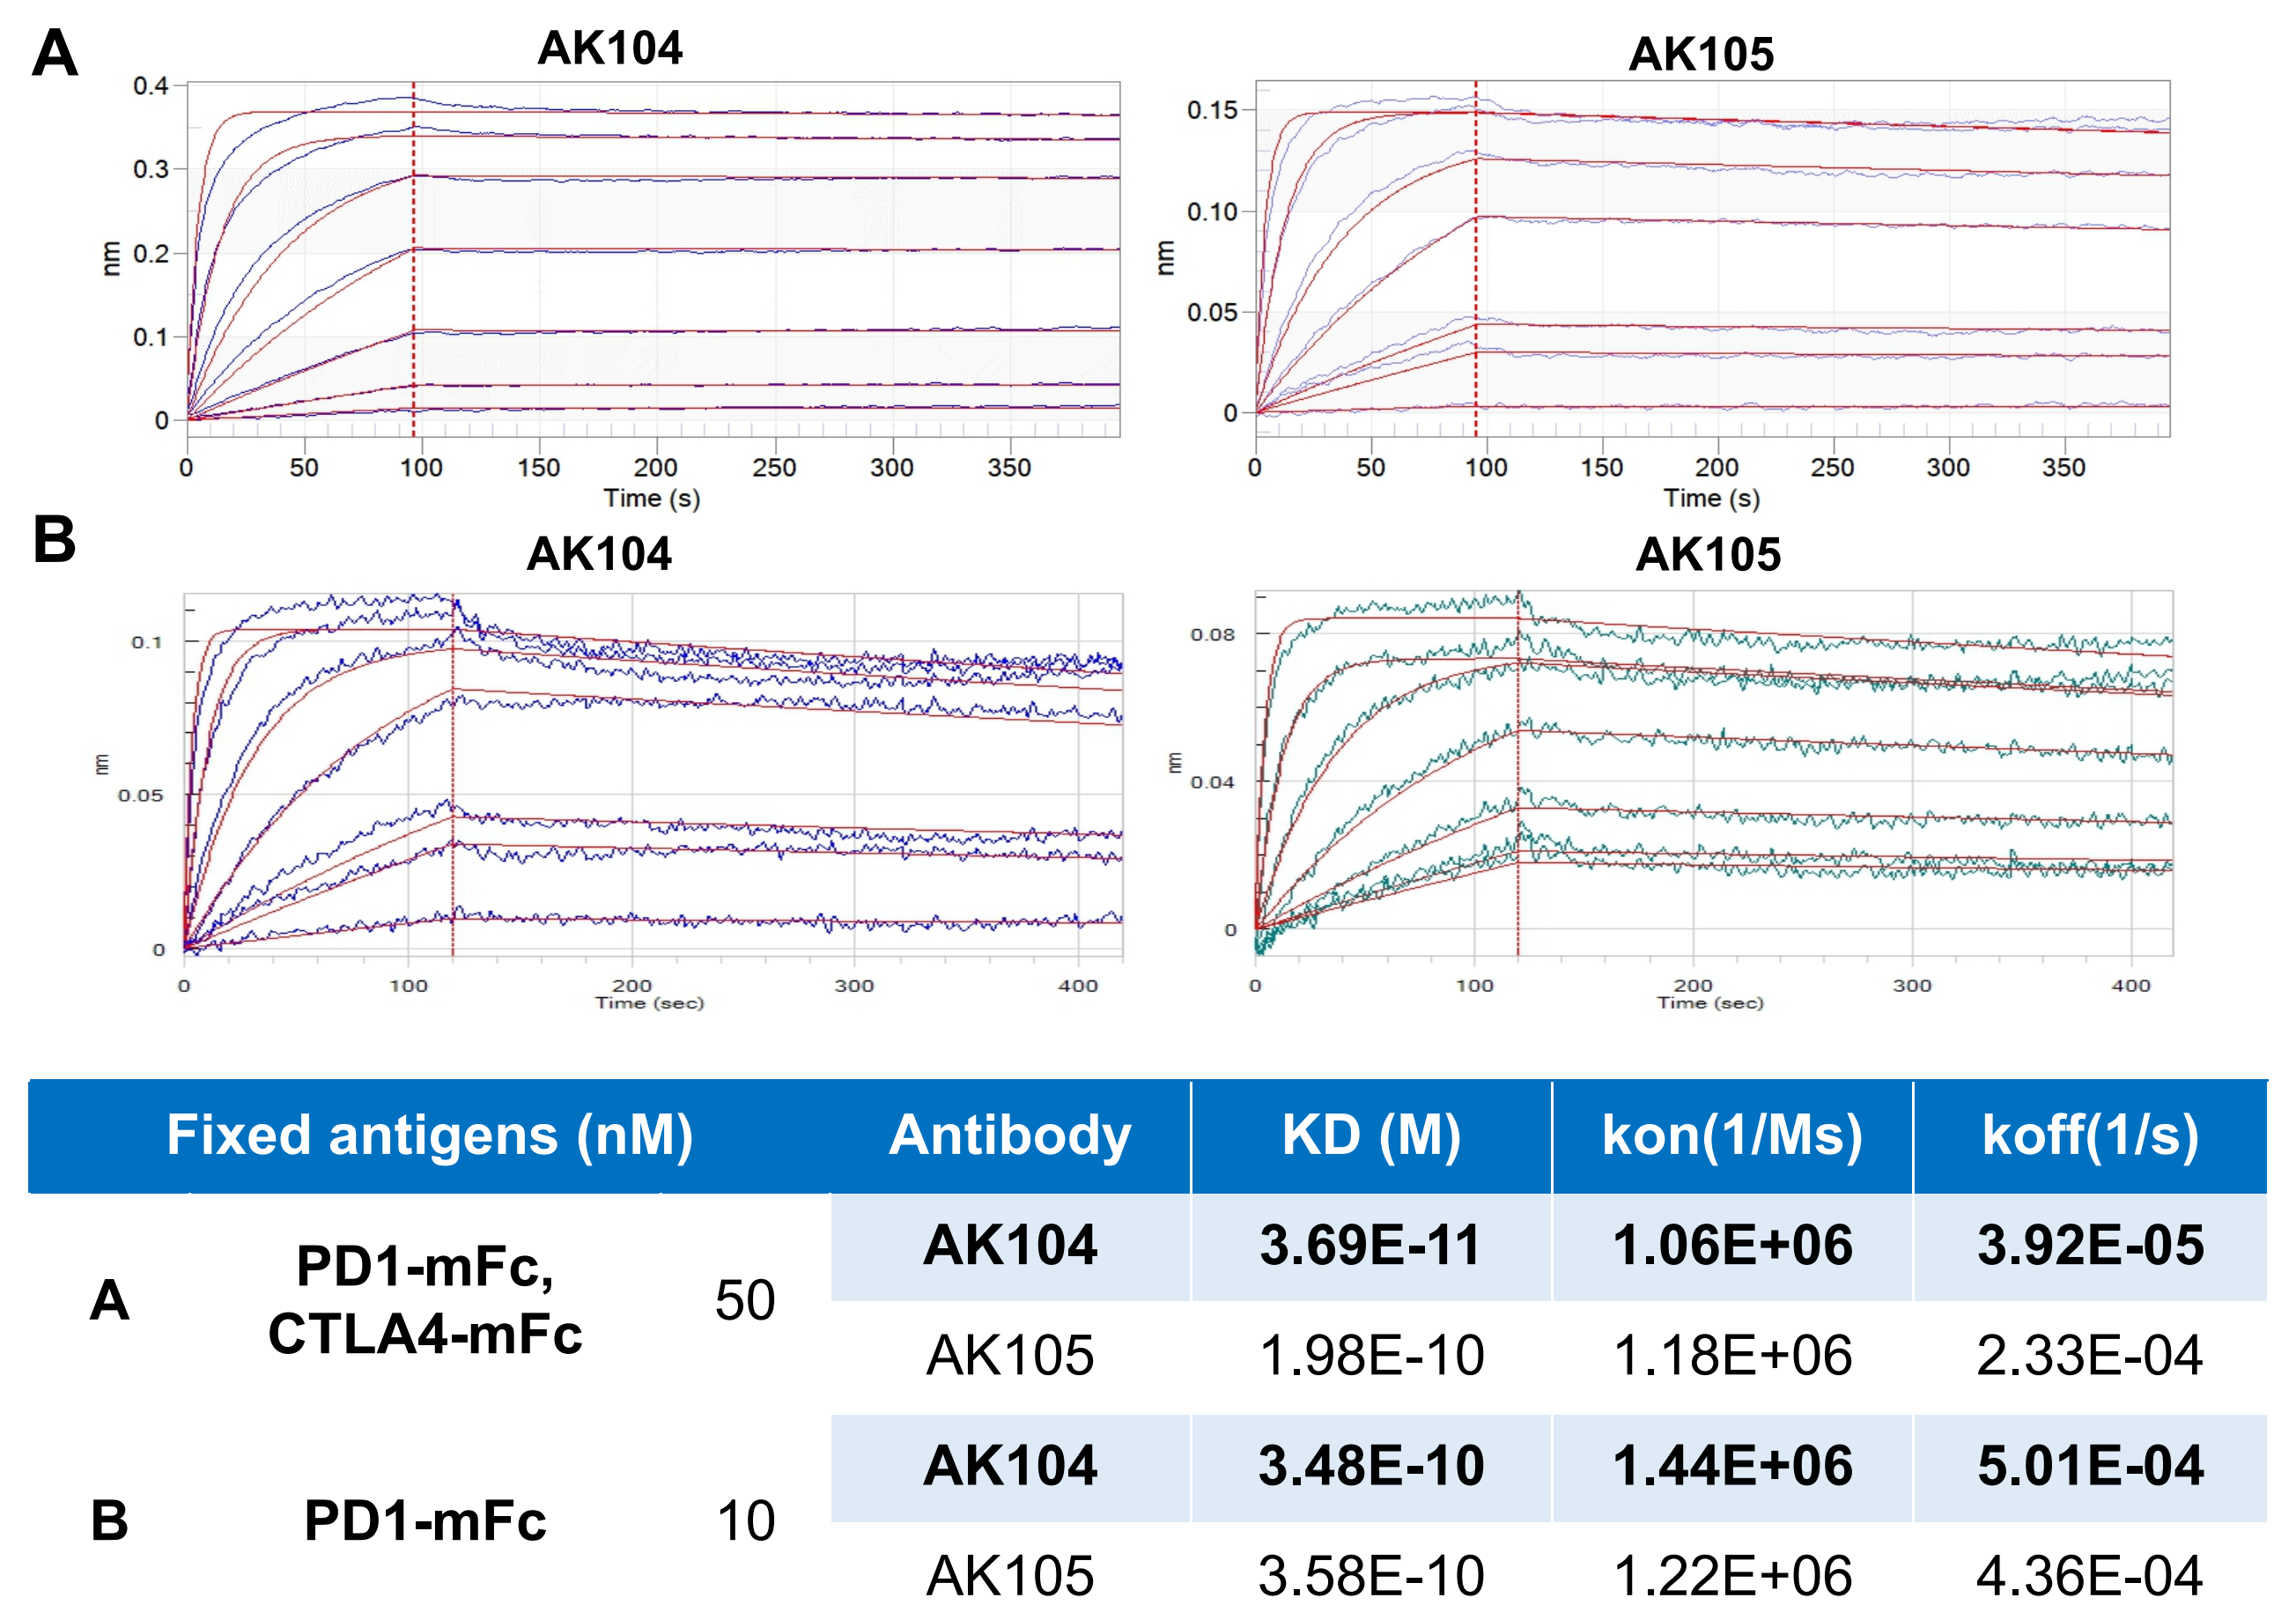 A
AK104
0.4
0.3
0.2
0.1
0
nm
0 50 100 150 200 250 300 350
Time (s)
AK105
0.15
0.10
0.05
0
nm
0 50 100 150 200 250 300 350
Time (s)
B
AK104
0.1
0.05
0
nm
0 100 200 300 400
Time (sec)
AK105
0.08
0.04
0
nm
0 100 200 300 400
Time (sec)
Fixed antigens (nM) Antibody KD (M) kon(1/Ms) koff(1/s)
A PD1-mFc, CTLA4-mFc 50 AK104 3.69E-11 1.06E+06 3.92E-05
AK105 1.98E-10 1.18E+06 2.33E-04
B PD1-mFc 10 AK104 3.48E-10 1.44E+06 5.01E-04
AK105 3.58E-10 1.22E+06 4.36E-04